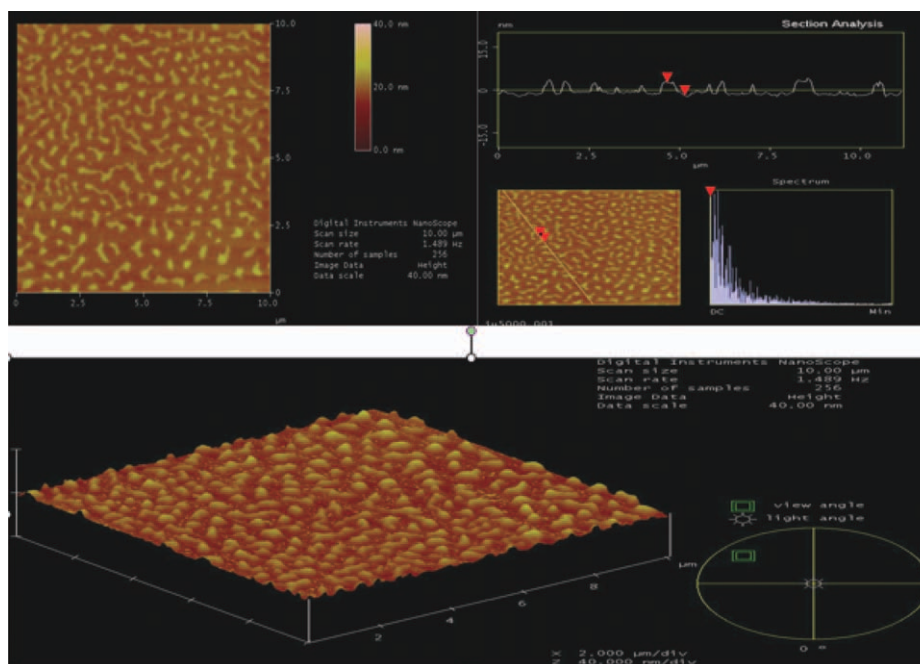 10.0
7.5
5.0
2.5
0
0 2.5 5.0 7.5 10.0
μm
40.0 nm
20.0 nm
0.0 nm
Digital Instruments NanoScope
Scan size 10.00 μm
Scan rate 1.489 Hz
Number of samples 256
Image Data Height
Data scale 40.00 nm
nm
Section Analysis
15.0
0
-15.0
0 2.5 5.0 10.0
μm
Spectrum
DC Min
Digital Instruments NanoScope
Scan size 10.00 μm
Scan rate 1.489 Hz
Number of samples 256
Image Data Height
Data scale 40.00 nm
view angle
light angle
μm
2 4 6 8
0 °
X 2.000 μm/div
Z 40.000 nm/div